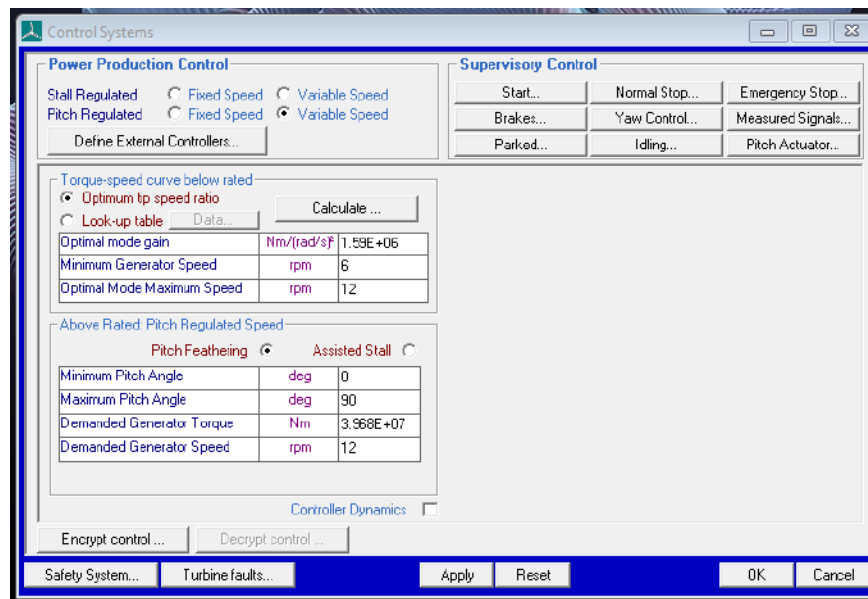 Control Systems
Power Production Control
Stall Regulated Fixed Speed Variable Speed
Pitch Regulated Fixed Speed Variable Speed
Define External Controllers...
Supervisory Control
Start... Normal Stop... Emergency Stop...
Brakes... Yaw Control... Measured Signals...
Parked... Idling... Pitch Actuator...
Torque-speed curve below rated
Optimum tip speed ratio
Look-up table Data... Calculate ...
Optimal mode gain Nm/(rad/s)² 1.59E+06
Minimum Generator Speed rpm 6
Optimal Mode Maximum Speed rpm 12
Above Rated: Pitch Regulated Speed
Pitch Feathering Assisted Stall
Minimum Pitch Angle deg 0
Maximum Pitch Angle deg 90
Demanded Generator Torque Nm 3.968E+07
Demanded Generator Speed rpm 12
Controller Dynamics
Encrypt control ... Decrypt control ...
Safety System... Turbine faults... Apply Reset OK Cancel